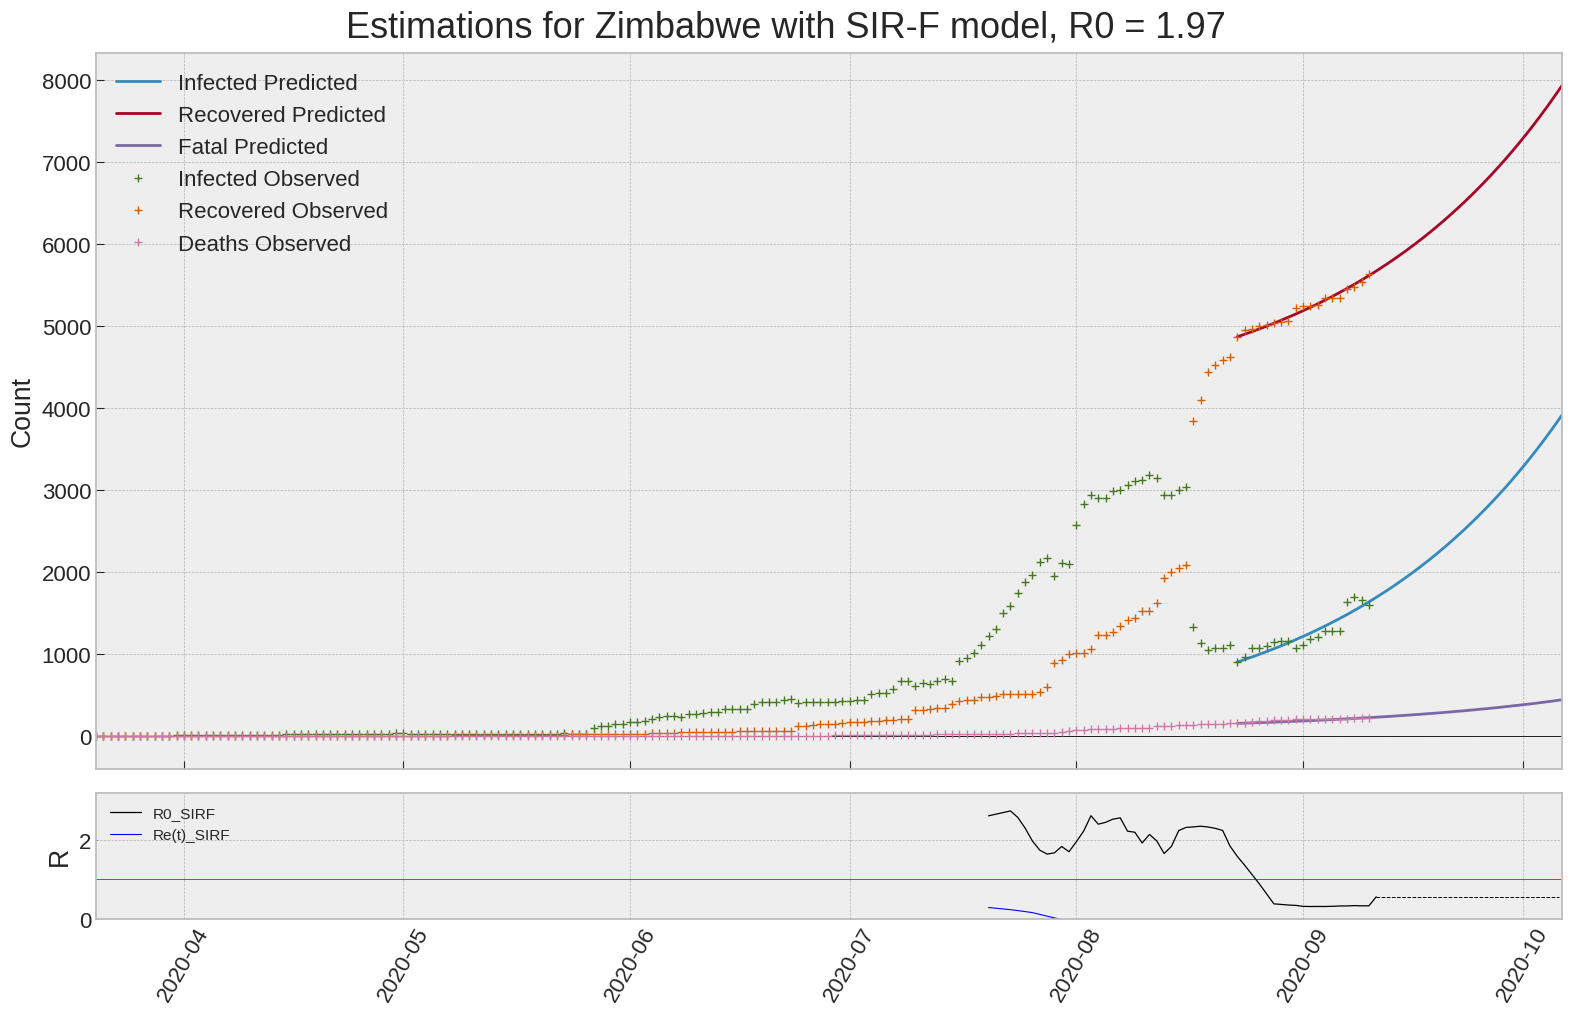 Estimations for Zimbabwe with SIR-F model, R0 = 1.97
Infected Predicted
Recovered Predicted
Fatal Predicted
Infected Observed
Recovered Observed
Deaths Observed
Count
8000
7000
6000
5000
4000
3000
2000
1000
0
R0_SIRF
Re(t)_SIRF
R
2
0
2020-04
2020-05
2020-06
2020-07
2020-08
2020-09
2020-10